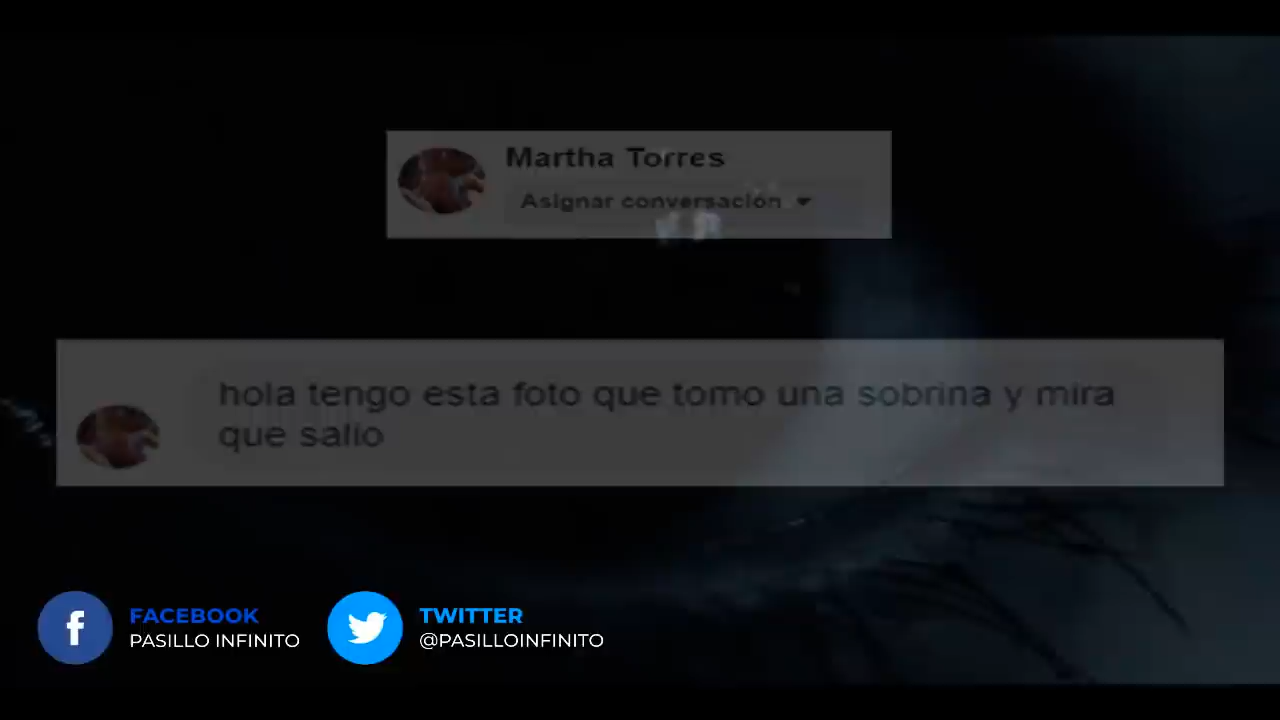 Martha Torres
Asignar conversación
hola tengo esta foto que tomo una sobrina y mira
que salio
FACEBOOK
PASILLO INFINITO
TWITTER
@PASILLOINFINITO